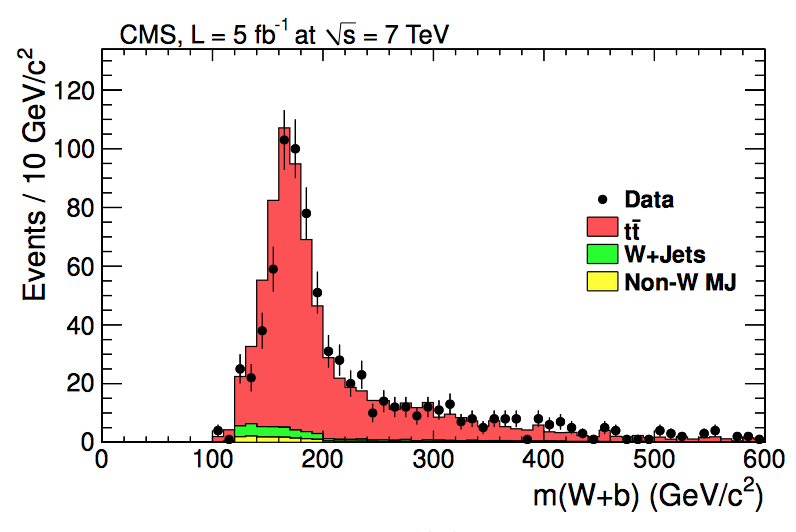 CMS, L = 5 fb⁻¹ at √s = 7 TeV
Events / 10 GeV/c²
120
100
80
60
40
20
0
Data
tt̄
W+Jets
Non-W MJ
0 100 200 300 400 500 600
m(W+b) (GeV/c²)